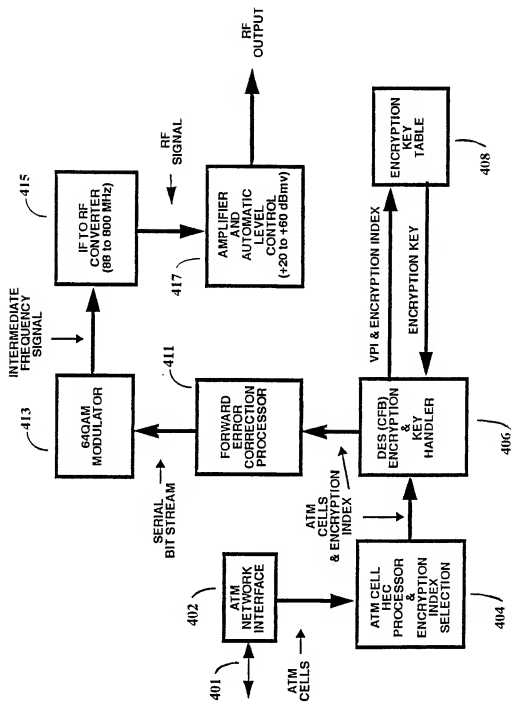 401
402
ATM
NETWORK
INTERFACE
ATM
CELLS
ATM CELL
HEC
PROCESSOR
&
ENCRYPTION
INDEX
SELECTION
404
ATM
CELLS
& ENCRYPTION
INDEX
DES (CFB)
ENCRYPTION
&
KEY
HANDLER
406
VPI & ENCRYPTION INDEX
ENCRYPTION KEY
ENCRYPTION
KEY
TABLE
408
FORWARD
ERROR
CORRECTION
PROCESSOR
411
SERIAL
BIT STREAM
64QAM
MODULATOR
413
INTERMEDIATE
FREQUENCY
SIGNAL
IF TO RF
CONVERTER
(88 to 800 MHz)
415
RF
SIGNAL
AMPLIFIER
AND
AUTOMATIC
LEVEL
CONTROL
(+20 to +60 dBmv)
417
RF
OUTPUT